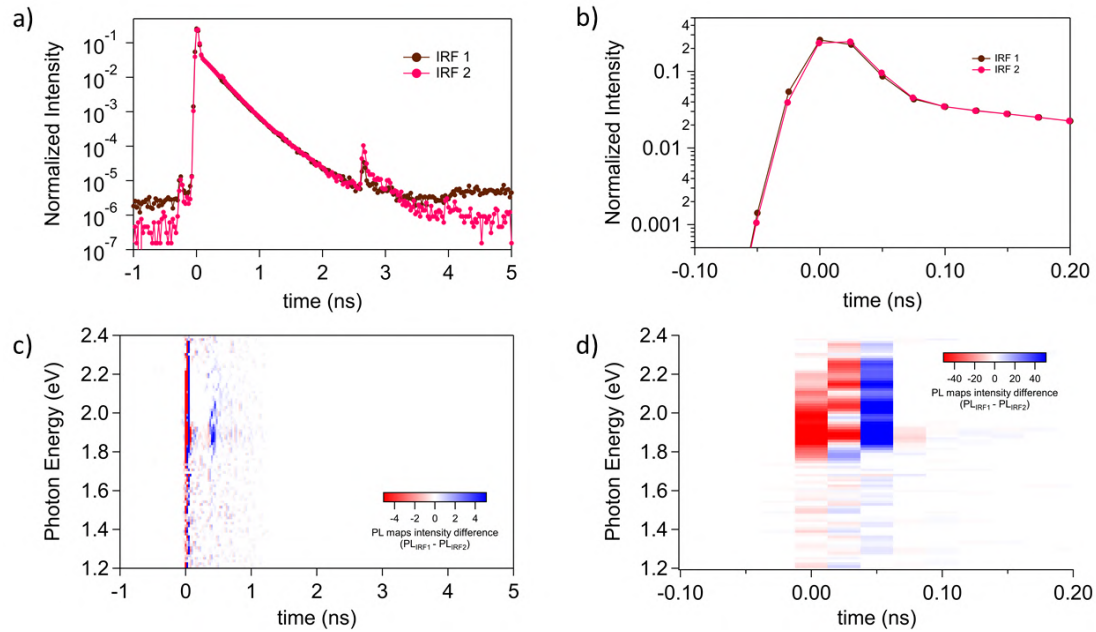 a)
Normalized Intensity
10⁻¹
10⁻²
10⁻³
10⁻⁴
10⁻⁵
10⁻⁶
10⁻⁷
IRF 1
IRF 2
-1 0 1 2 3 4 5
time (ns)
b)
Normalized Intensity
4
2
0.1
4
2
0.01
4
2
0.001
IRF 1
IRF 2
-0.10 0.00 0.10 0.20
time (ns)
c)
Photon Energy (eV)
2.4
2.2
2.0
1.8
1.6
1.4
1.2
-4 -2 0 2 4
PL maps intensity difference
(PL_IRF1 - PL_IRF2)
-1 0 1 2 3 4 5
time (ns)
d)
Photon Energy (eV)
2.4
2.2
2.0
1.8
1.6
1.4
1.2
-40 -20 0 20 40
PL maps intensity difference
(PL_IRF1 - PL_IRF2)
-0.10 0.00 0.10 0.20
time (ns)